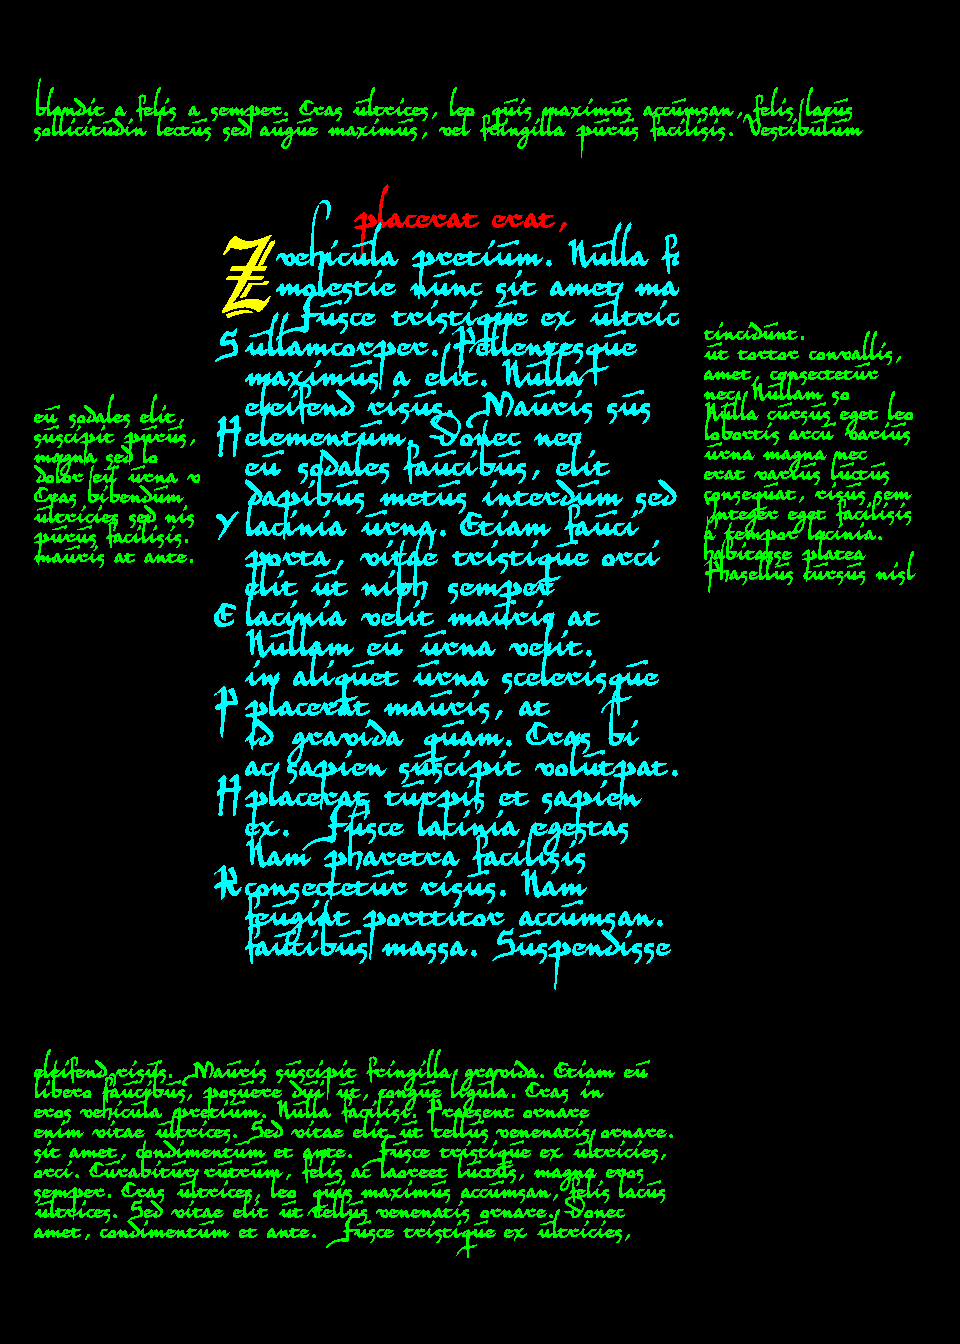 blandit a felis a semper. Cras ultrices, leo quis maximus accumsan, felis lacus
sollicitudin lectus sed augue maximus, vel fringilla purus facilisis. Vestibulum
placerat erat,
Z vehicula pretium. Nulla fr
molestie nunc sit amet ma
Fusce tristique ex ultric
S ullamcorper. Pellentesque
maximus a elit. Nulla
eleifend risus. Mauris sus
H elementum. Donec nec
eu sodales faucibus, elit
dapibus metus interdum sed
Y lacinia urna. Etiam fauci
porta, vitae tristique orci
elit ut nibh semper
E lacinia velit mauris at
Nullam eu urna velit.
in aliquet urna scelerisque
P placerat mauris, at
Id gravida quam. Cras bi
ac sapien suscipit volutpat.
H placerat turpis et sapien
ex. Fusce lacinia egestas
Nam pharetra facilisis
R consectetur risus. Nam
feugiat porttitor accumsan.
faucibus massa. Suspendisse
eu sodales elit,
suscipit purus,
magna sed lo
dolor eu urna v
Cras bibendum
ultricies sed nis
purus facilisis.
mauris at ante.
tincidunt.
ut tortor convallis,
amet, consectetur
nec. Nullam so
Nulla cursus eget leo
lobortis arcu varius
urna magna nec
erat varius luctus
consequat, risus sem
Integer eget facilisis
a tempor lacinia.
habitasse platea
Phasellus cursus nisl
eleifend risus. Mauris suscipit fringilla gravida. Etiam eu
libero faucibus, posuere dui ut, congue ligula. Cras in
eros vehicula pretium. Nulla facilisi. Praesent ornare
enim vitae ultrices. Sed vitae elit ut tellus venenatis ornare.
sit amet, condimentum et ante. Fusce tristique ex ultricies,
orci. Curabitur rutrum, felis at laoreet luctus, magna eros
semper. Cras ultrices, leo quis maximus accumsan, felis lacus
ultrices. Sed vitae elit ut tellus venenatis ornare. Donec
amet, condimentum et ante. Fusce tristique ex ultricies,